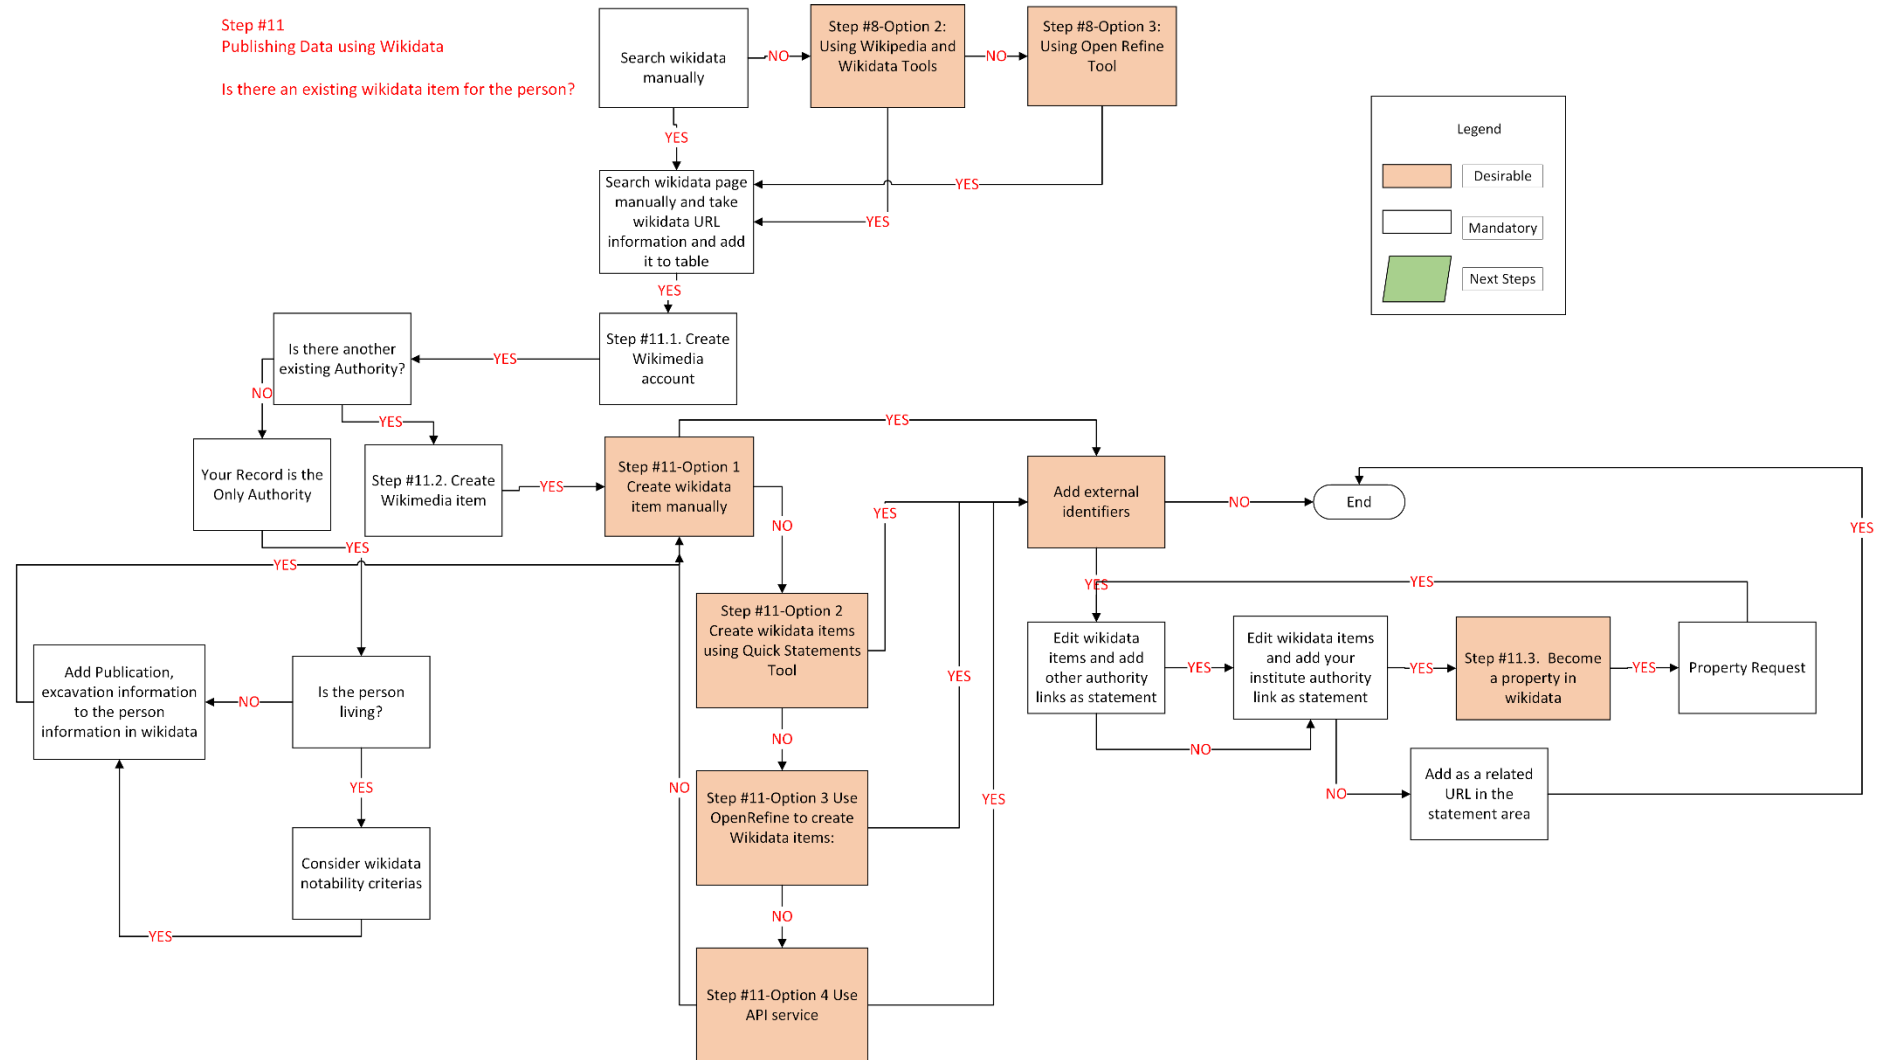 Step #11
Publishing Data using Wikidata
Is there an existing wikidata item for the person?
Search wikidata
manually
NO
Step #8-Option 2:
Using Wikipedia and
Wikidata Tools
NO
Step #8-Option 3:
Using Open Refine
Tool
Legend
Desirable
Mandatory
Next Steps
YES
Search wikidata page
manually and take
wikidata URL
information and add
it to table
YES
YES
YES
Step #11.1. Create
Wikimedia
account
YES
Is there another
existing Authority?
NO
YES
Your Record is the
Only Authority
Step #11.2. Create
Wikimedia item
YES
Step #11-Option 1
Create wikidata
item manually
YES
Add external
identifiers
NO
End
YES
NO
YES
YES
YES
Step #11-Option 2
Create wikidata items
using Quick Statements
Tool
YES
YES
Add Publication,
excavation information
to the person
information in wikidata
NO
Is the person
living?
YES
Edit wikidata
items and add
other authority
links as statement
YES
Edit wikidata items
and add your
institute authority
link as statement
YES
Step #11.3.  Become
a property in
wikidata
YES
Property Request
NO
NO
YES
NO
YES
NO
Add as a related
URL in the
statement area
Step #11-Option 3 Use
OpenRefine to create
Wikidata items:
Consider wikidata
notability criterias
YES
NO
Step #11-Option 4 Use
API service